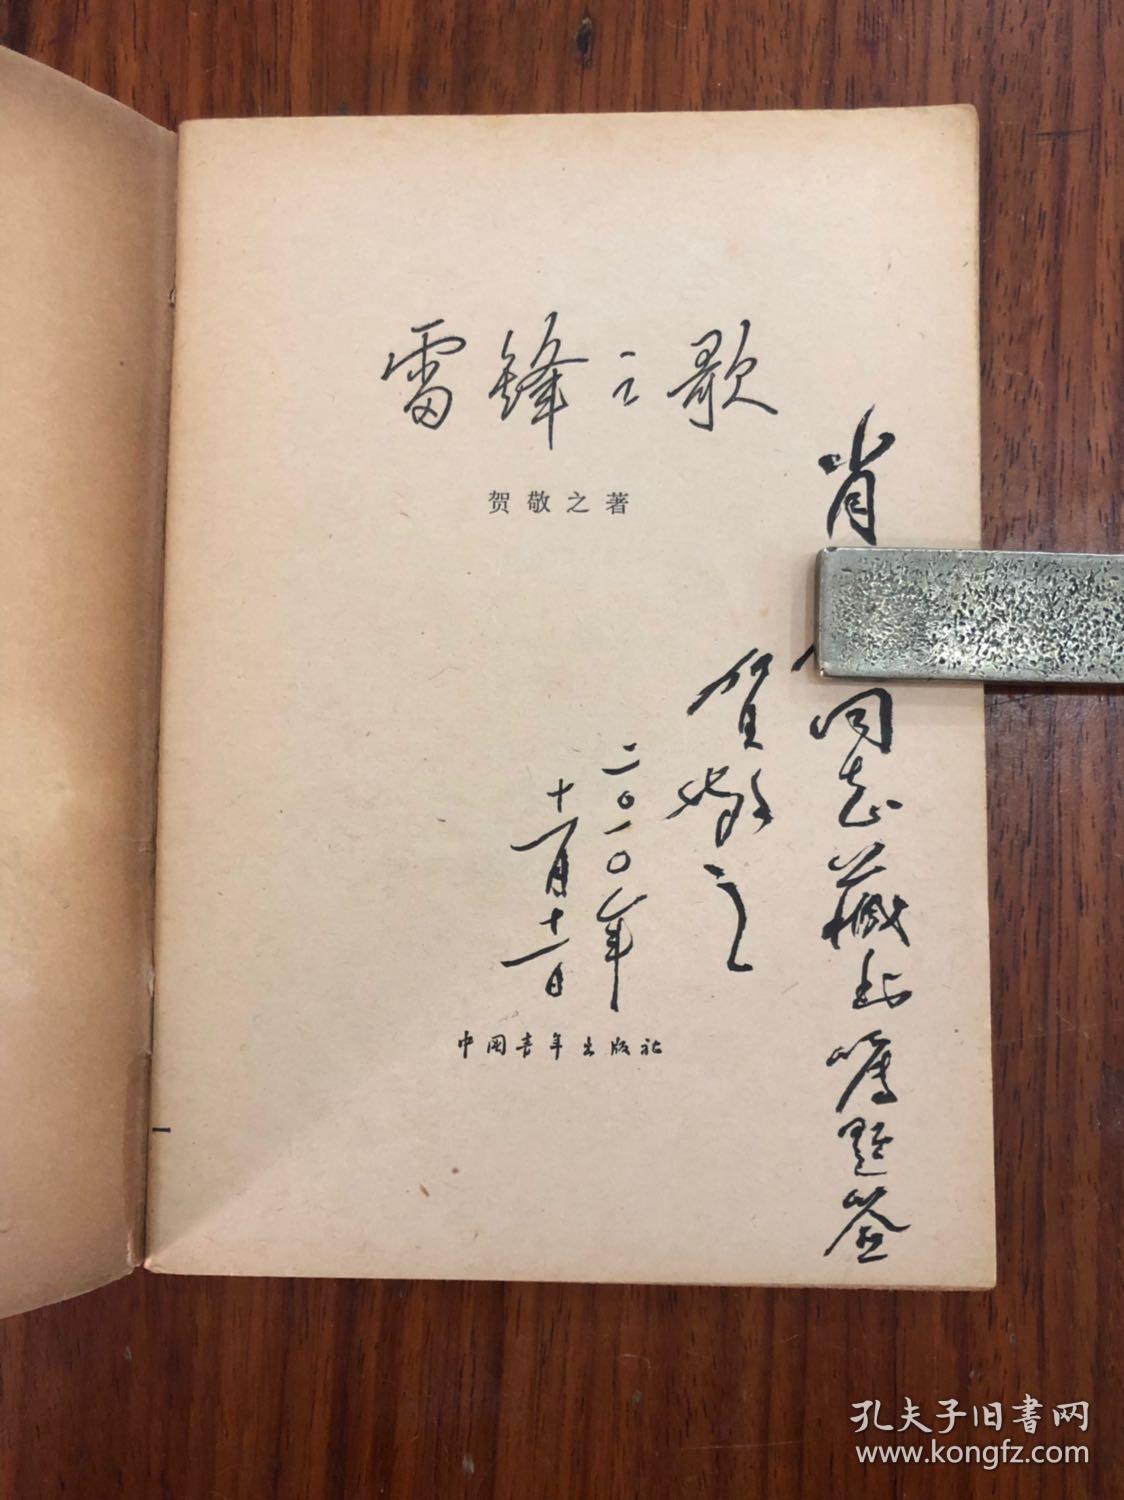 雷锋之歌
贺敬之著
肖
同志藏书嘱题签
贺敬之
二〇一〇年
十一月十一日
中国青年出版社
孔夫子旧书网
www.kongfz.com